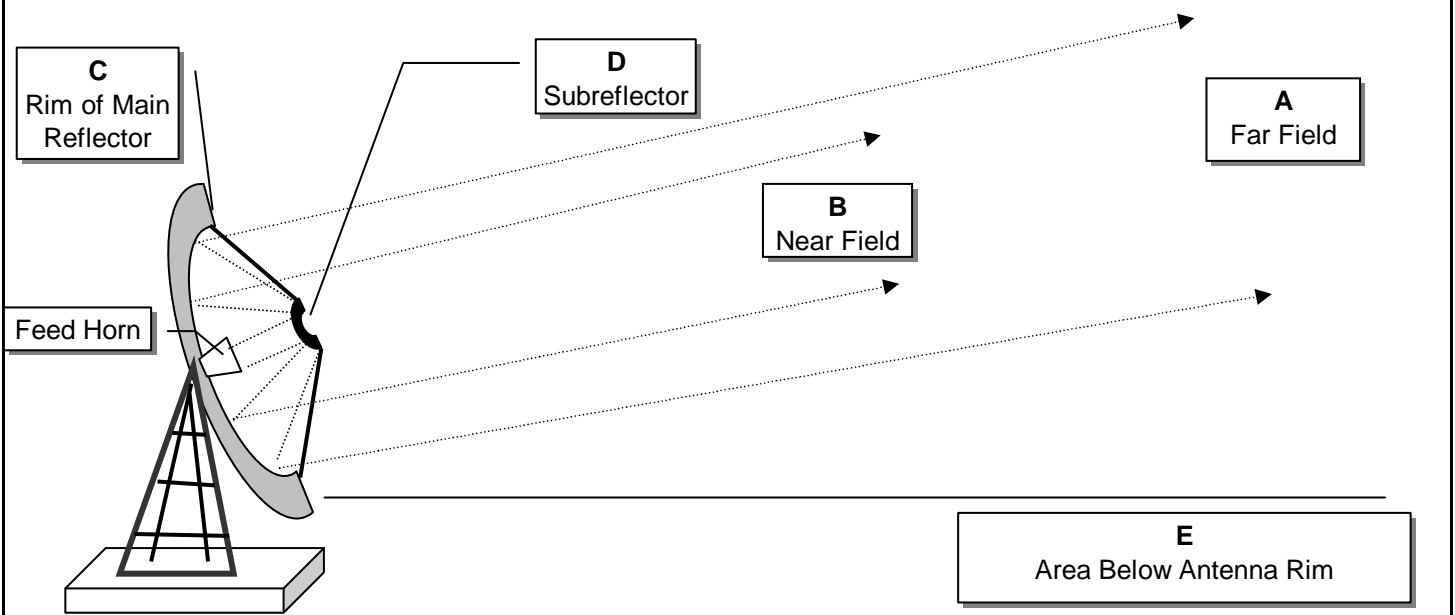 C
Rim of Main
Reflector
D
Subreflector
A
Far Field
B
Near Field
Feed Horn
E
Area Below Antenna Rim